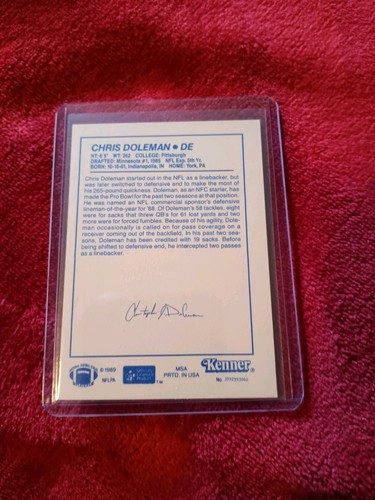 CHRIS DOLEMAN • DE
HT: 6'5" WT: 262 COLLEGE: Pittsburgh
DRAFTED: Minnesota #1, 1985 NFL Exp. 5th Yr.
BORN: 10-16-61, Indianapolis, IN HOME: York, PA
Chris Doleman started out in the NFL as a linebacker, but
was later switched to defensive end to make the most of
his 263-pound quickness. Doleman, as an NFC starter, has
made the Pro Bowl for the past two seasons at that position.
He was named an NFL commercial sponsor's defensive
lineman-of-the-year for '88. Of Doleman's 58 tackles, eight
were for sacks that threw QB's for 61 lost yards and two
more were for forced fumbles. Because of his agility, Dole-
man occasionally is called on for pass coverage on a
receiver coming out of the backfield. In his past two sea-
sons, Doleman has been credited with 19 sacks. Before
being shifted to defensive end, he intercepted two passes
as a linebacker.
© 1989
NFLPA
MSA
PRTD. IN USA
Kenner®
No.